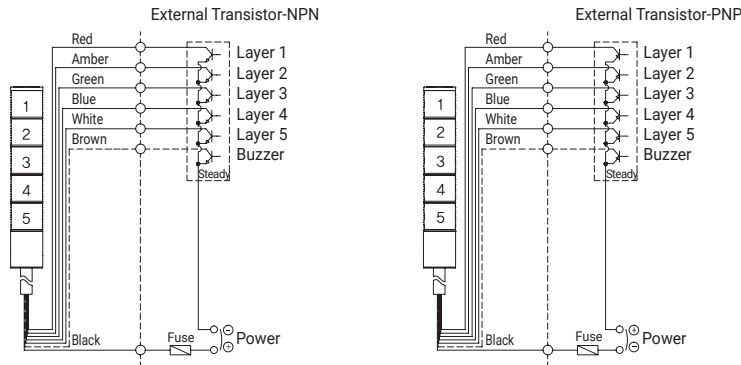 External Transistor-NPN
Red
Layer 1
Amber
Layer 2
Green
Layer 3
Blue
Layer 4
White
Layer 5
Brown
Buzzer
Steady
1
2
3
4
5
Black
Fuse
Power
External Transistor-PNP
Red
Layer 1
Amber
Layer 2
Green
Layer 3
Blue
Layer 4
White
Layer 5
Brown
Buzzer
Steady
1
2
3
4
5
Black
Fuse
Power